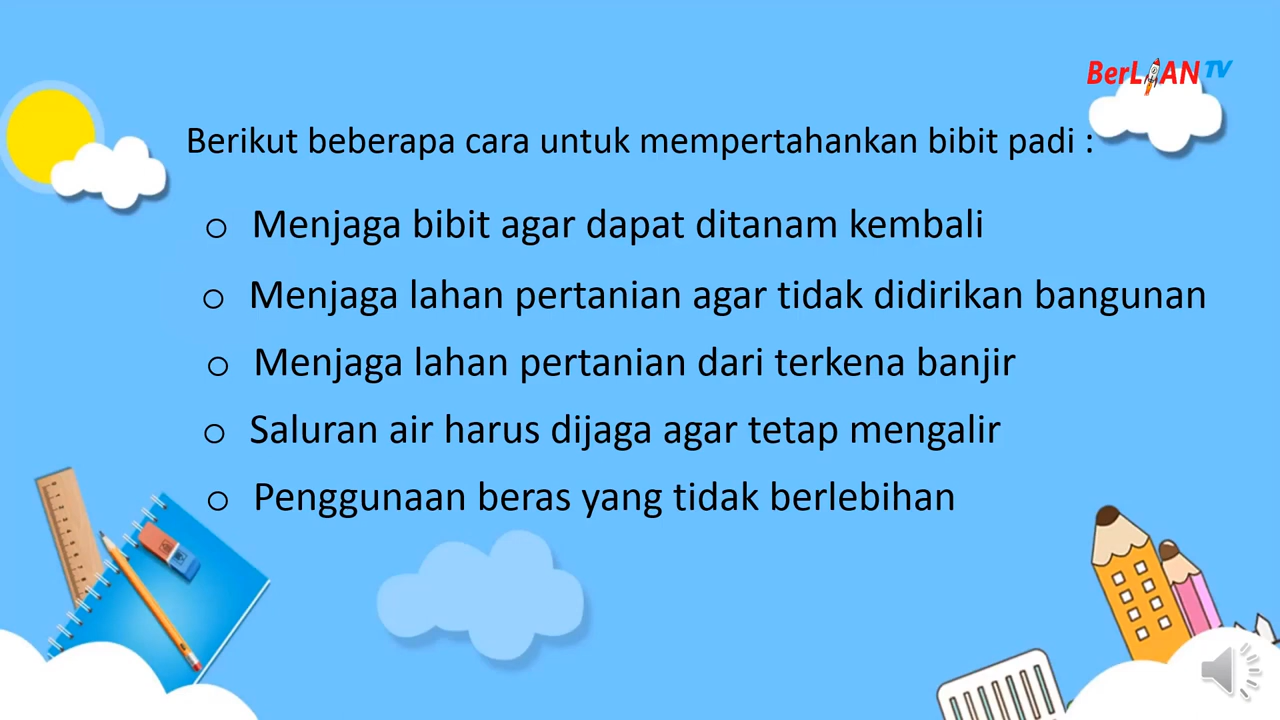 BerLIAN TV
Berikut beberapa cara untuk mempertahankan bibit padi :
o Menjaga bibit agar dapat ditanam kembali
o Menjaga lahan pertanian agar tidak didirikan bangunan
o Menjaga lahan pertanian dari terkena banjir
o Saluran air harus dijaga agar tetap mengalir
o Penggunaan beras yang tidak berlebihan